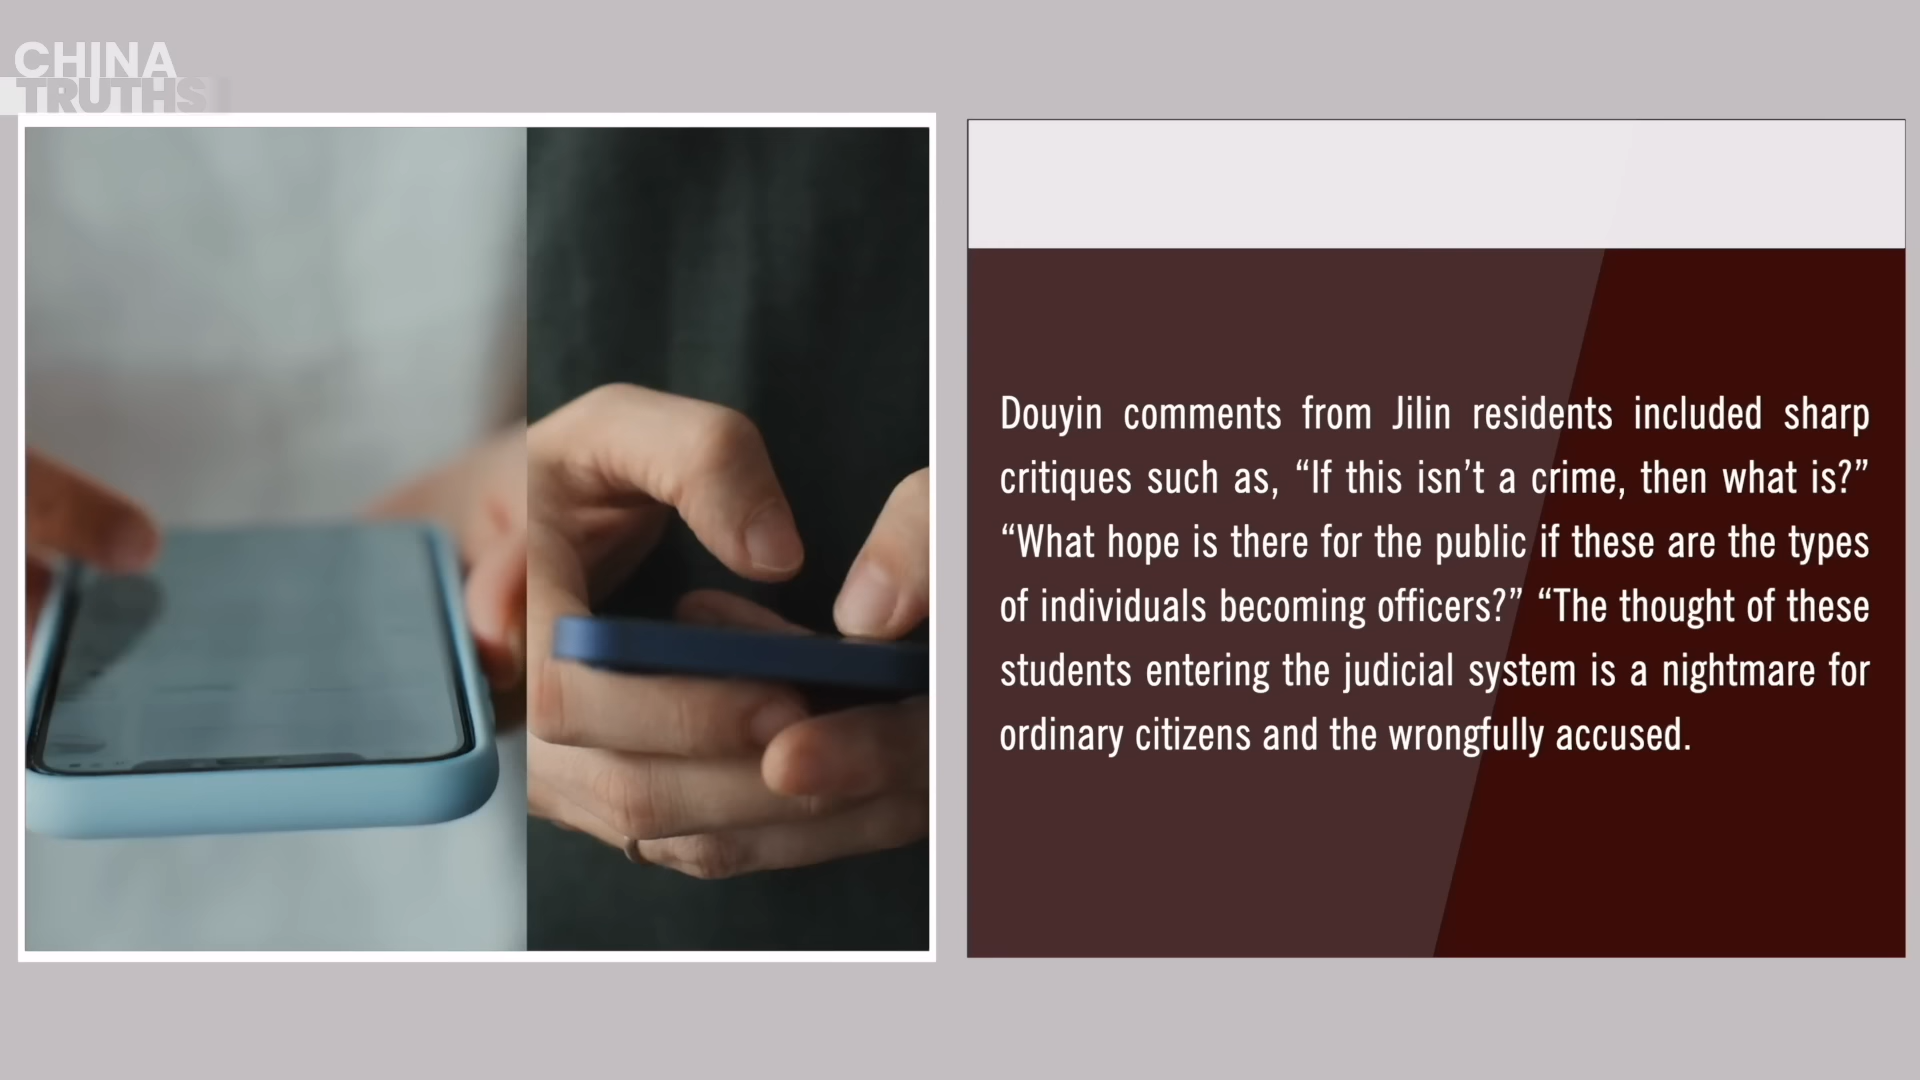 CHINA
TRUTHS
Douyin comments from Jilin residents included sharp
critiques such as, “If this isn’t a crime, then what is?”
“What hope is there for the public if these are the types
of individuals becoming officers?” “The thought of these
students entering the judicial system is a nightmare for
ordinary citizens and the wrongfully accused.